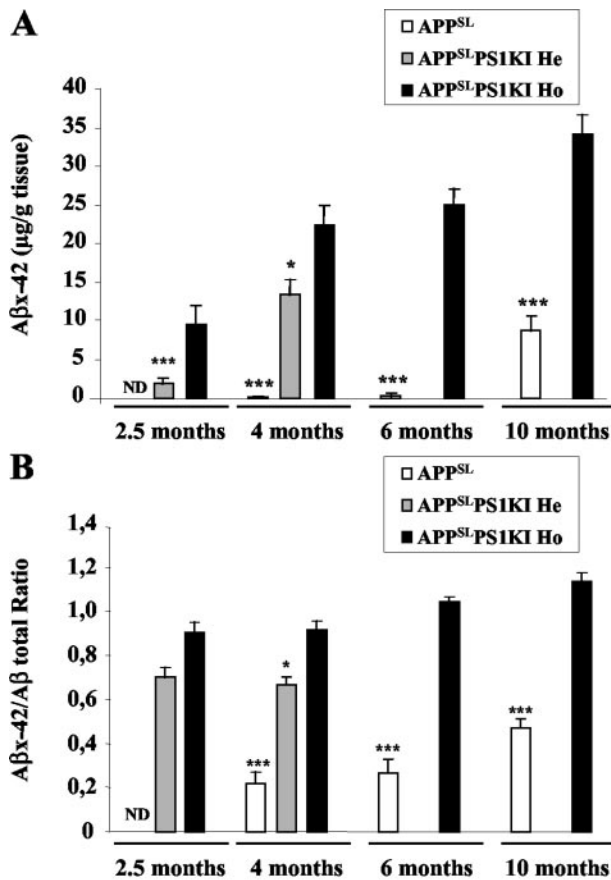 A
APP^SL
APP^SL PS1KI He
APP^SL PS1KI Ho
Aβx-42 (µg/g tissue)
40
35
30
25
20
15
10
5
0
ND
***
***
*
***
***
2.5 months
4 months
6 months
10 months
B
APP^SL
APP^SL PS1KI He
APP^SL PS1KI Ho
Aβx-42/Aβ total Ratio
1,4
1,2
1,0
0,8
0,6
0,4
0,2
0
ND
***
*
***
***
2.5 months
4 months
6 months
10 months